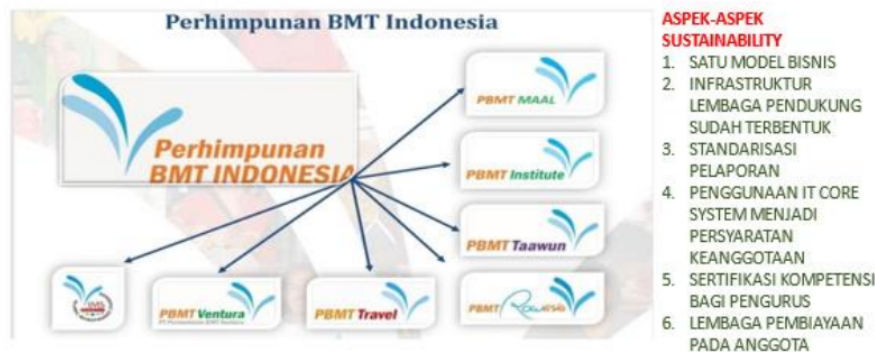 Perhimpunan BMT Indonesia
Perhimpunan
BMT INDONESIA
PBMT MAAL
PBMT Institute
PBMT Taawun
PBMT
PBMT Travel
PBMT Ventura
ASPEK-ASPEK
SUSTAINABILITY
1. SATU MODEL BISNIS
2. INFRASTRUKTUR
LEMBAGA PENDUKUNG
SUDAH TERBENTUK
3. STANDARISASI
PELAPORAN
4. PENGGUNAAN IT CORE
SYSTEM MENJADI
PERSYARATAN
KEANGGOTAAN
5. SERTIFIKASI KOMPETENSI
BAGI PENGURUS
6. LEMBAGA PEMBIAYAAN
PADA ANGGOTA